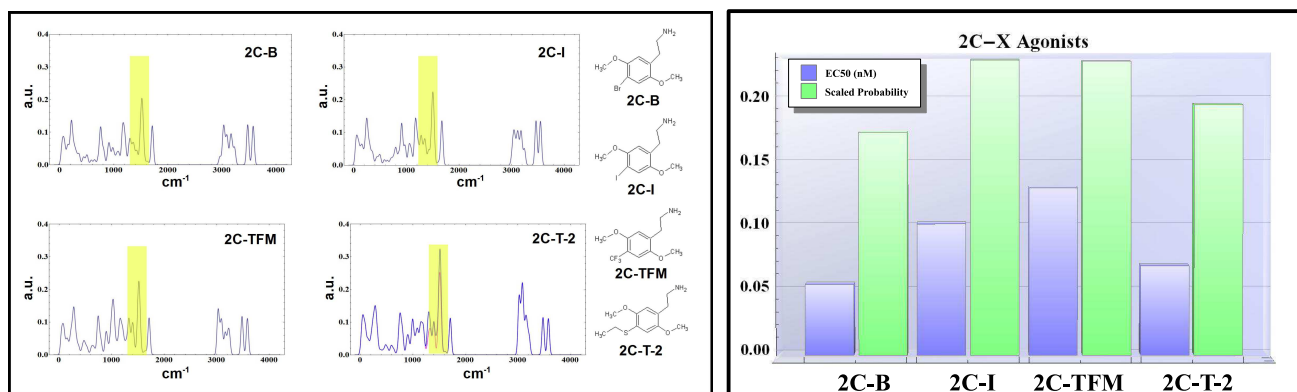 0.4
0.3
0.2
0.1
0.0
a.u.
2C-B
0 1000 2000 3000 4000
cm-1
0.4
0.3
0.2
0.1
0.0
a.u.
2C-I
0 1000 2000 3000 4000
cm-1
NH2
O
H3C
O
CH3
Br
2C-B
NH2
O
H3C
O
CH3
I
2C-I
0.4
0.3
0.2
0.1
0.0
a.u.
2C-TFM
0 1000 2000 3000 4000
cm-1
0.4
0.3
0.2
0.1
0.0
a.u.
2C-T-2
0 1000 2000 3000 4000
cm-1
NH2
O
H3C
O
CH3
CF3
2C-TFM
NH2
O
H3C
O
CH3
H3C
S
2C-T-2
2C−X Agonists
EC50 (nM)
Scaled Probability
0.20
0.15
0.10
0.05
0.00
2C-B 2C-I 2C-TFM 2C-T-2